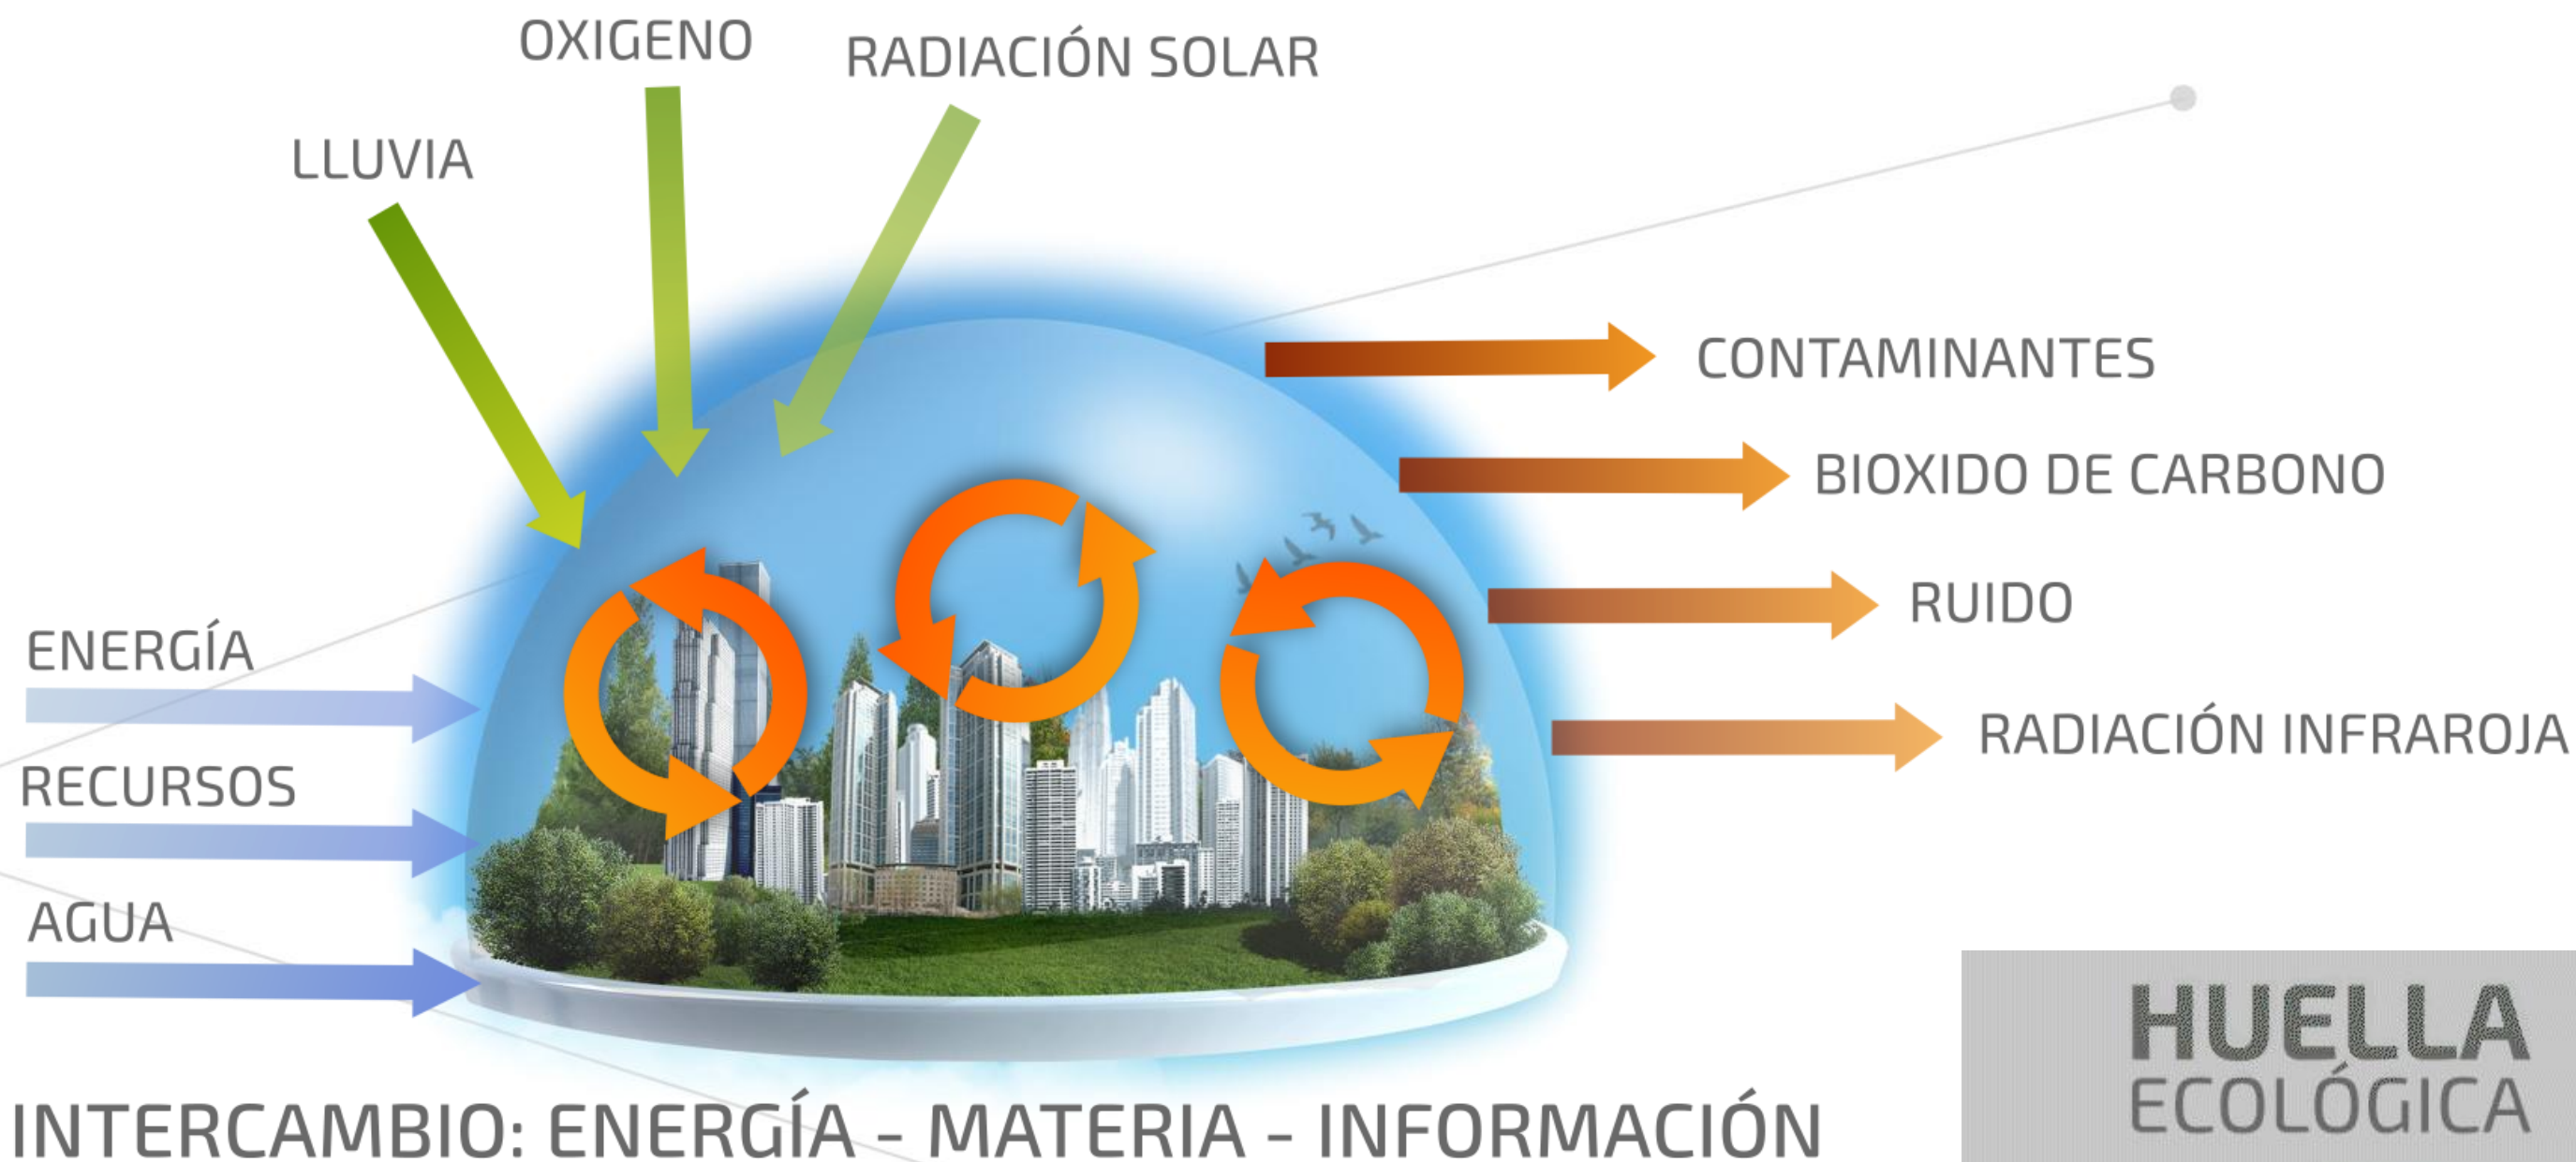 OXIGENO
RADIACIÓN SOLAR
LLUVIA
CONTAMINANTES
BIOXIDO DE CARBONO
RUIDO
RADIACIÓN INFRAROJA
ENERGÍA
RECURSOS
AGUA
HUELLA
ECOLÓGICA
INTERCAMBIO: ENERGÍA - MATERIA - INFORMACIÓN